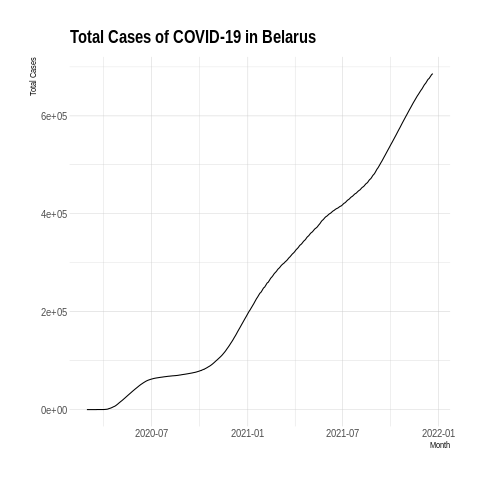 Total Cases of COVID-19 in Belarus
Total Cases
6e+05
4e+05
2e+05
0e+00
2020-07 2021-01 2021-07 2022-01
Month